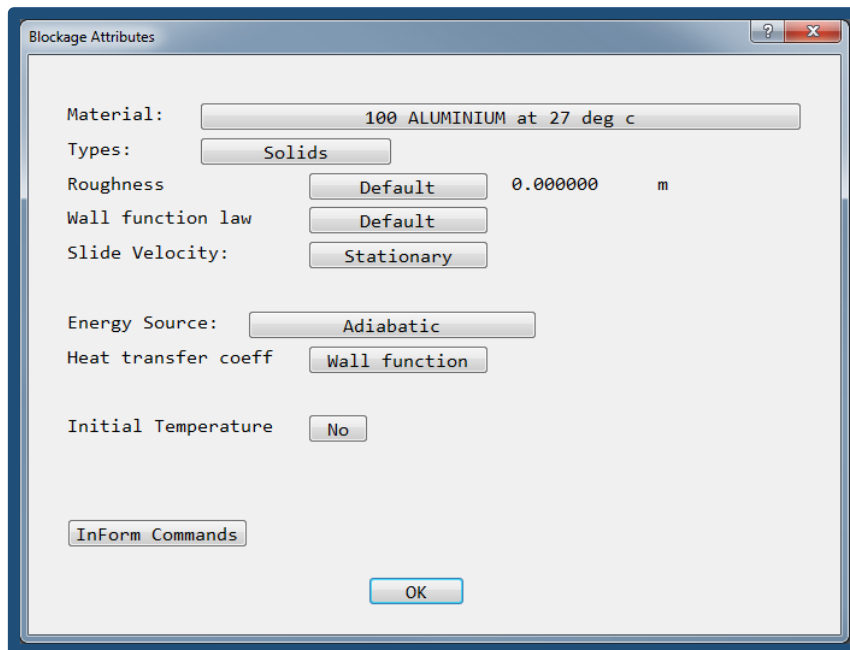 Blockage Attributes
Material: 100 ALUMINIUM at 27 deg c
Types: Solids
Roughness Default 0.000000 m
Wall function law Default
Slide Velocity: Stationary
Energy Source: Adiabatic
Heat transfer coeff Wall function
Initial Temperature No
InForm Commands
OK